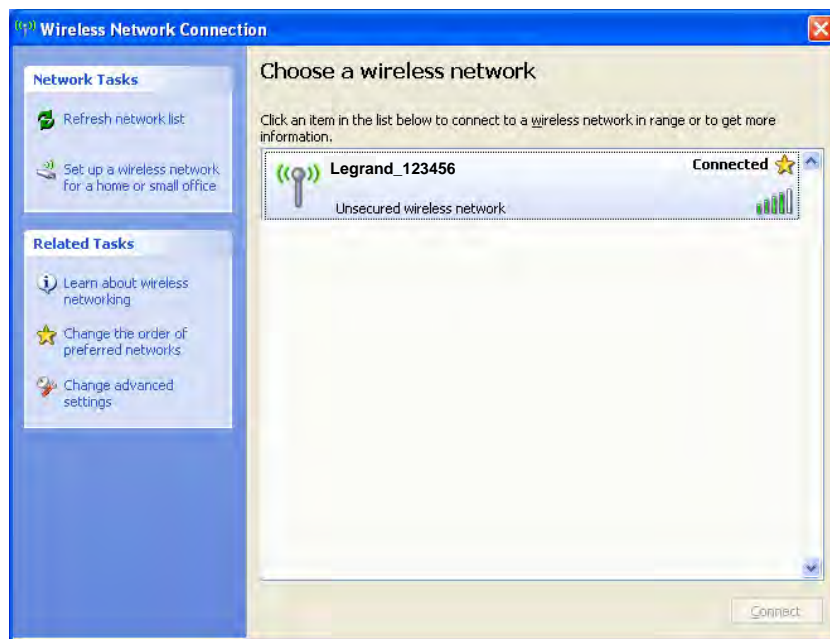 Wireless Network Connection
Network Tasks
Refresh network list
Set up a wireless network
for a home or small office
Related Tasks
Learn about wireless
networking
Change the order of
preferred networks
Change advanced
settings
Choose a wireless network
Click an item in the list below to connect to a wireless network in range or to get more
information.
Legrand_123456
Connected
Unsecured wireless network
Connect